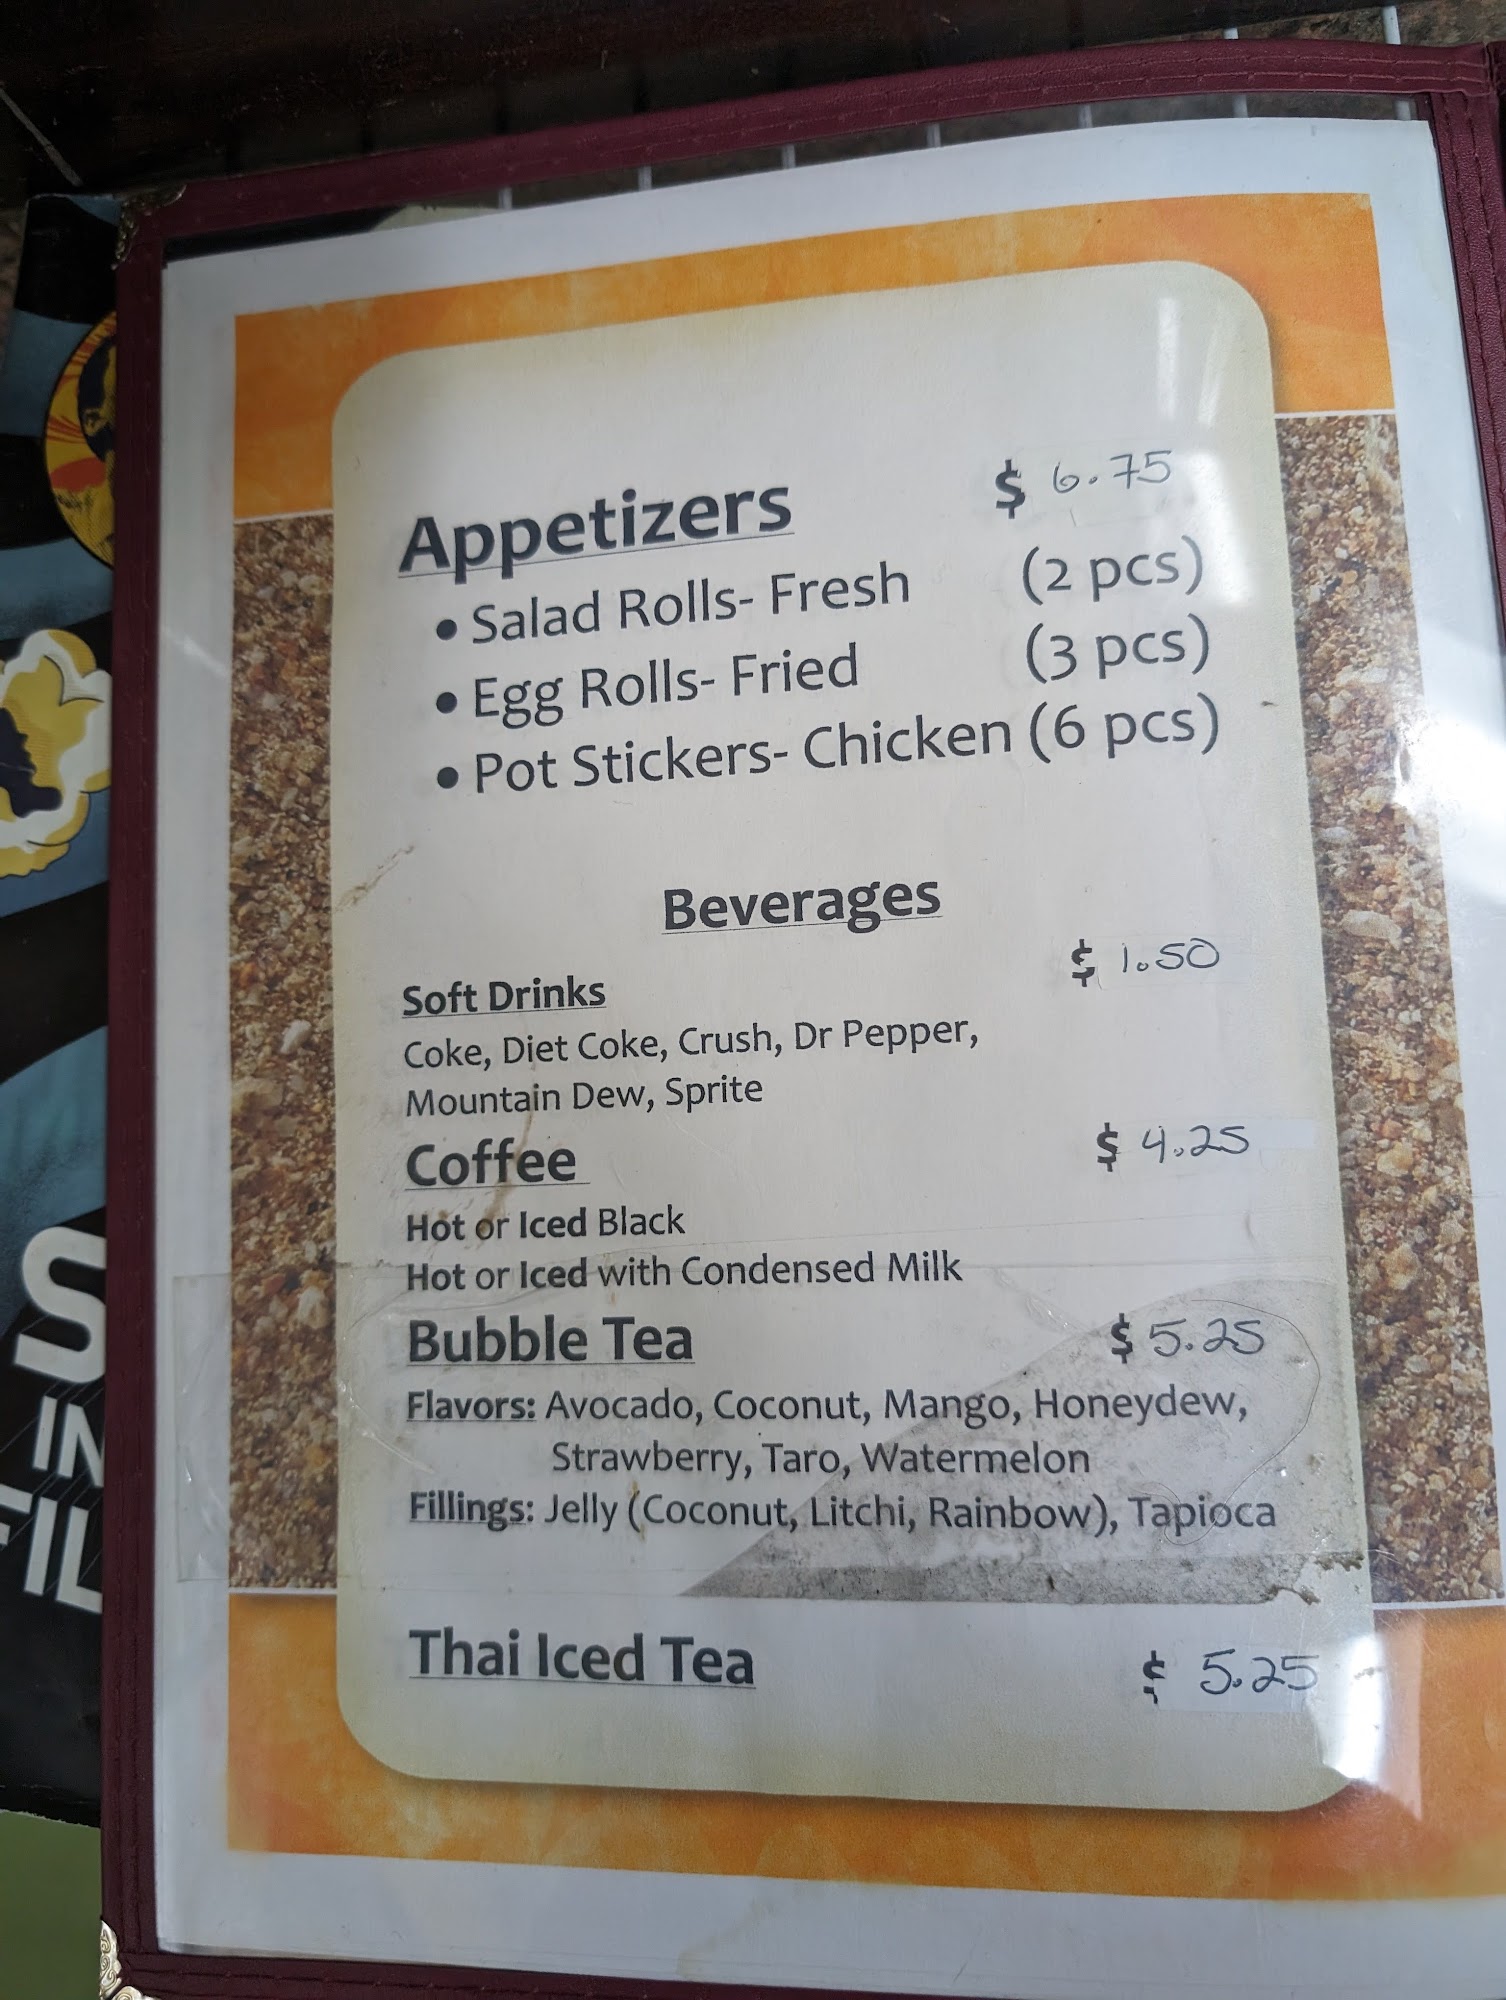 Appetizers $ 6.75
• Salad Rolls- Fresh (2 pcs)
• Egg Rolls- Fried (3 pcs)
• Pot Stickers- Chicken (6 pcs)
Beverages
Soft Drinks $ 1.50
Coke, Diet Coke, Crush, Dr Pepper,
Mountain Dew, Sprite
Coffee $ 4.25
Hot or Iced Black
Hot or Iced with Condensed Milk
Bubble Tea $ 5.25
Flavors: Avocado, Coconut, Mango, Honeydew,
Strawberry, Taro, Watermelon
Fillings: Jelly (Coconut, Litchi, Rainbow), Tapioca
Thai Iced Tea $ 5.25
S
IN
FIL